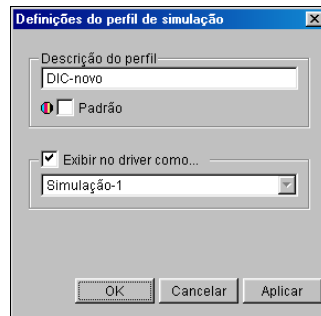 Definições do perfil de simulação
Descrição do perfil
DIC-novo
Padrão
Exibir no driver como...
Simulação-1
OK
Cancelar
Aplicar